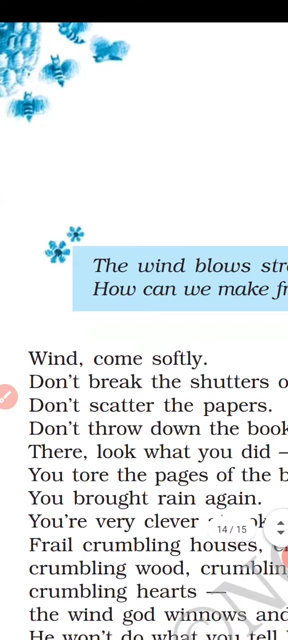 The wind blows
How can we make
Wind, come softly.
Don't break the shutters
Don't scatter the papers.
Don't throw down the book
There, look what you did —
You tore the pages of the
You brought rain again.
You're very clever
14 / 15
Frail crumbling houses,
crumbling wood,
crumbling hearts —
the wind god winnows and
He won't do what you tell